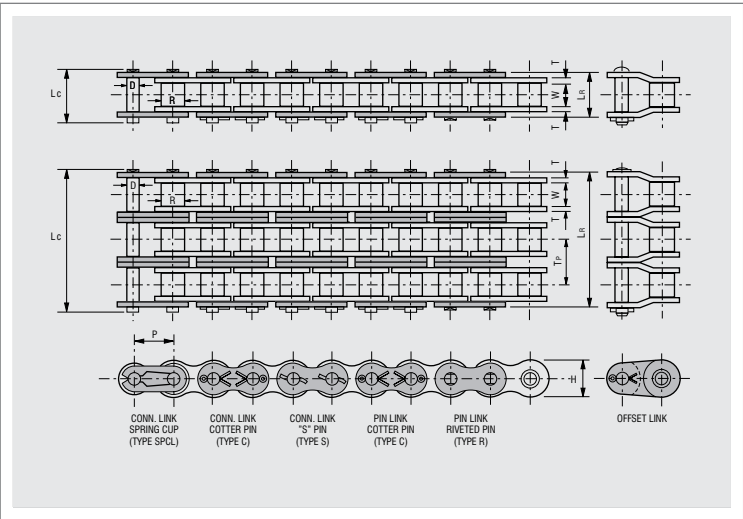 T
Lc
D
R
W
LR
T
T
D
W
R
T
Lc
LR
TP
P
H
CONN. LINK
SPRING CUP
(TYPE SPCL)
CONN. LINK
COTTER PIN
(TYPE C)
CONN. LINK
"S" PIN
(TYPE S)
PIN LINK
COTTER PIN
(TYPE C)
PIN LINK
RIVETED PIN
(TYPE R)
OFFSET LINK